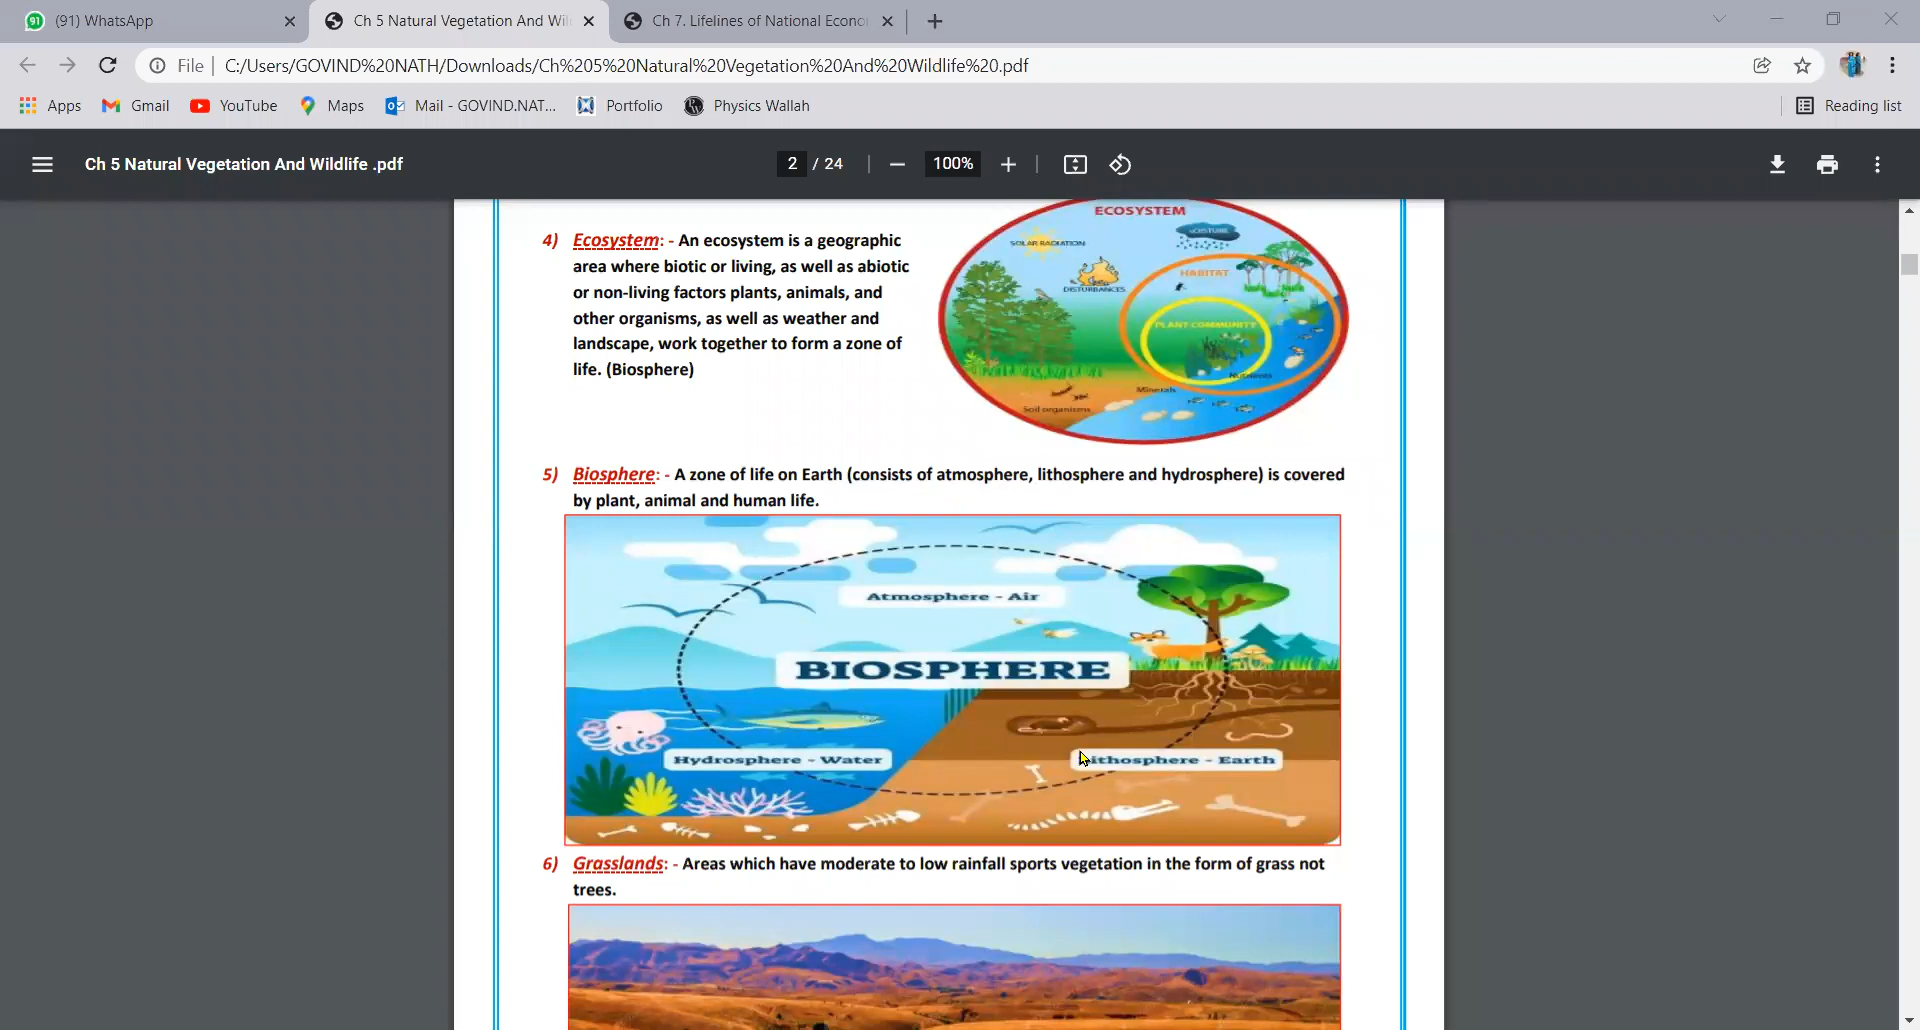 (91) WhatsApp
Ch 5 Natural Vegetation And Wil
Ch 7. Lifelines of National Econo
File
C:/Users/GOVIND%20NATH/Downloads/Ch%205%20Natural%20Vegetation%20And%20Wildlife%20.pdf
Apps
Gmail
YouTube
Maps
Mail - GOVIND.NAT...
Portfolio
Physics Wallah
Reading list
Ch 5 Natural Vegetation And Wildlife .pdf
2 / 24
100%
4) Ecosystem: - An ecosystem is a geographic
area where biotic or living, as well as abiotic
or non-living factors plants, animals, and
other organisms, as well as weather and
landscape, work together to form a zone of
life. (Biosphere)
ECOSYSTEM
SOLAR RADIATION
MOISTURE
HABITAT
DISTURBANCES
PLANT COMMUNITY
Nutrients
Minerals
Soil organisms
5) Biosphere: - A zone of life on Earth (consists of atmosphere, lithosphere and hydrosphere) is covered
by plant, animal and human life.
Atmosphere - Air
BIOSPHERE
Hydrosphere - Water
Lithosphere - Earth
6) Grasslands: - Areas which have moderate to low rainfall sports vegetation in the form of grass not
trees.